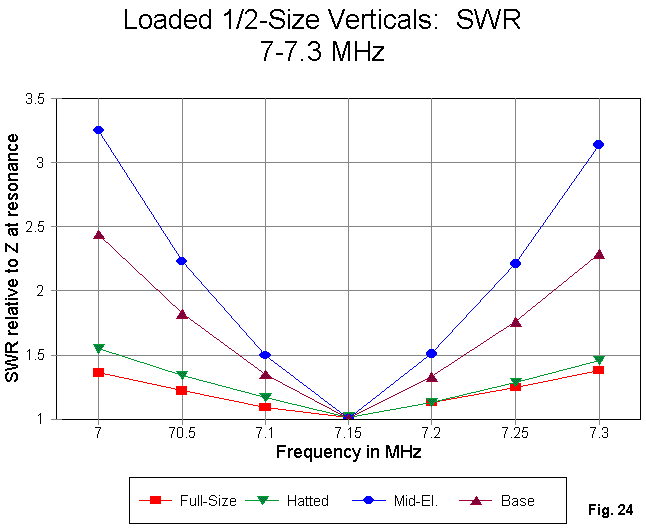 Loaded 1/2-Size Verticals: SWR
7-7.3 MHz
SWR relative to Z at resonance
3.5
3
2.5
2
1.5
1
7 70.5 7.1 7.15 7.2 7.25 7.3
Frequency in MHz
Full-Size Hatted Mid-El. Base
Fig. 24